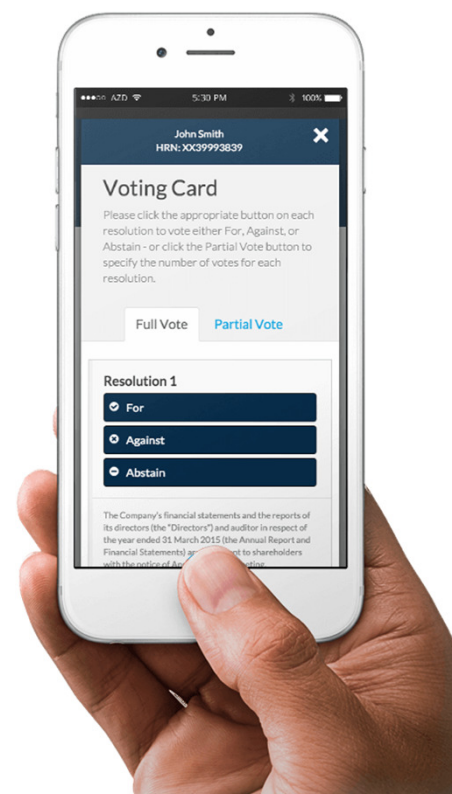 AZD 5:30 PM 100%
John Smith
HRN: XX39993839
Voting Card
Please click the appropriate button on each
resolution to vote either For, Against, or
Abstain - or click the Partial Vote button to
specify the number of votes for each
resolution.
Full Vote Partial Vote
Resolution 1
For
Against
Abstain
The Company's financial statements and the reports of
its directors (the "Directors") and auditor in respect of
the year ended 31 March 2015 (the Annual Report and
Financial Statements) to shareholders
with the notice of